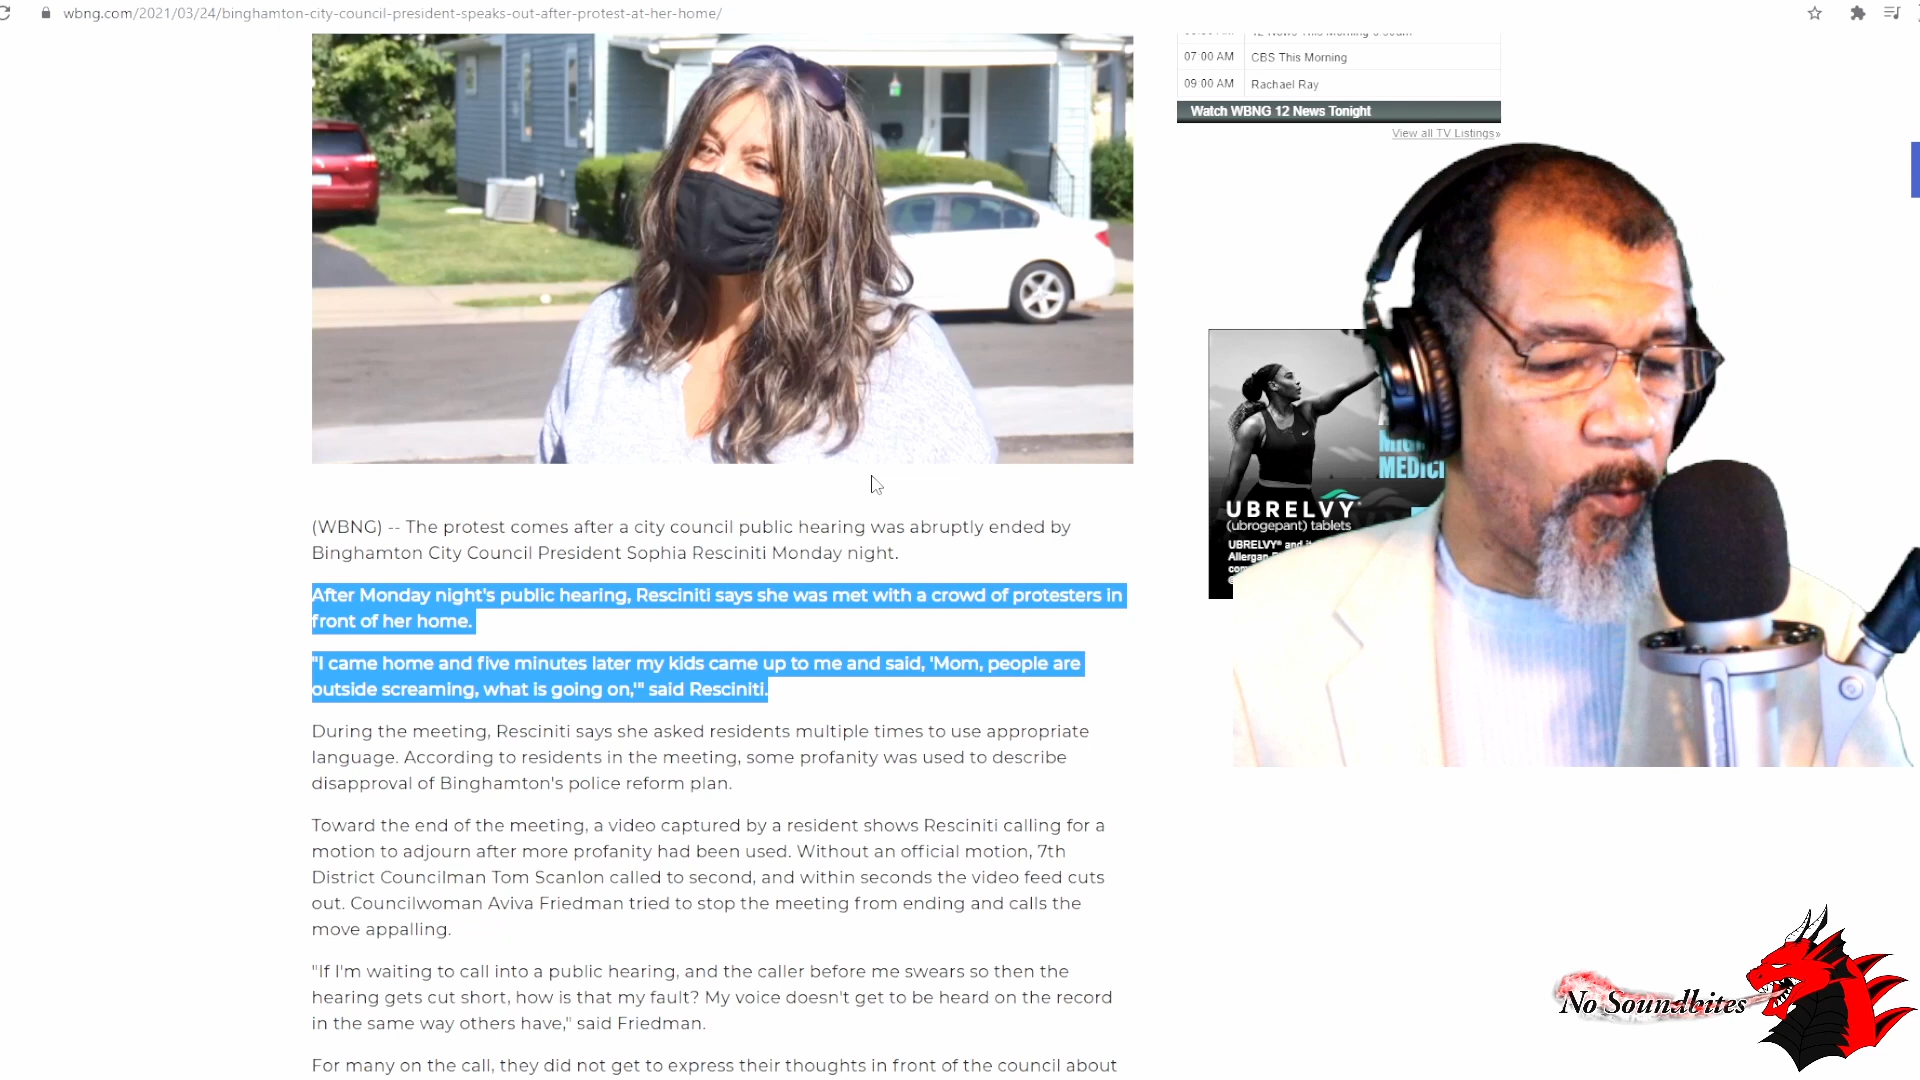 wbng.com/2021/03/24/binghamton-city-council-president-speaks-out-after-protest-at-her-home/
07:00 AM CBS This Morning
09:00 AM Rachael Ray
Watch WBNG 12 News Tonight
View all TV Listings»
MEDICI
UBRELVY
(ubrogepant) tablets
UBRELVY® and
Allergan
(WBNG) -- The protest comes after a city council public hearing was abruptly ended by
Binghamton City Council President Sophia Resciniti Monday night.
After Monday night's public hearing, Resciniti says she was met with a crowd of protesters in
front of her home.
"I came home and five minutes later my kids came up to me and said, 'Mom, people are
outside screaming, what is going on,'" said Resciniti.
During the meeting, Resciniti says she asked residents multiple times to use appropriate
language. According to residents in the meeting, some profanity was used to describe
disapproval of Binghamton's police reform plan.
Toward the end of the meeting, a video captured by a resident shows Resciniti calling for a
motion to adjourn after more profanity had been used. Without an official motion, 7th
District Councilman Tom Scanlon called to second, and within seconds the video feed cuts
out. Councilwoman Aviva Friedman tried to stop the meeting from ending and calls the
move appalling.
"If I'm waiting to call into a public hearing, and the caller before me swears so then the
hearing gets cut short, how is that my fault? My voice doesn't get to be heard on the record
in the same way others have," said Friedman.
For many on the call, they did not get to express their thoughts in front of the council about
No Soundbites